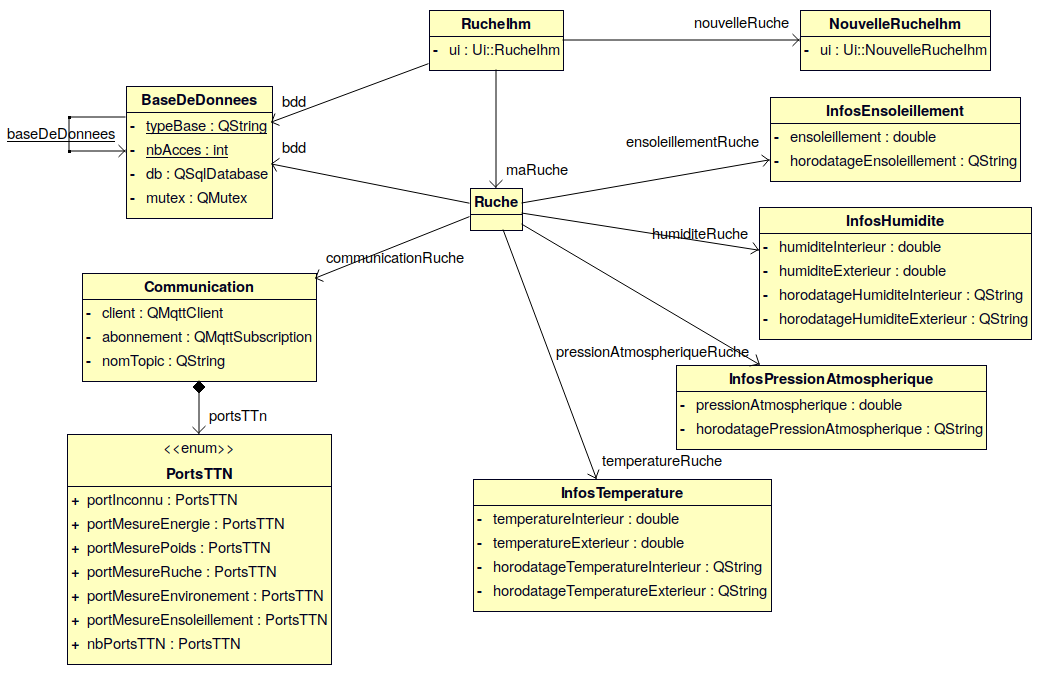 RucheIhm
- ui : Ui::RucheIhm
nouvelleRuche
NouvelleRucheIhm
- ui : Ui::NouvelleRucheIhm
bdd
BaseDeDonnees
- typeBase : QString
- nbAcces : int
- db : QSqlDatabase
- mutex : QMutex
baseDeDonnees
bdd
maRuche
Ruche
ensoleillementRuche
InfosEnsoleillement
- ensoleillement : double
- horodatageEnsoleillement : QString
humiditeRuche
InfosHumidite
- humiditeInterieur : double
- humiditeExterieur : double
- horodatageHumiditeInterieur : QString
- horodatageHumiditeExterieur : QString
communicationRuche
Communication
- client : QMqttClient
- abonnement : QMqttSubscription
- nomTopic : QString
pressionAtmospheriqueRuche
InfosPressionAtmospherique
- pressionAtmospherique : double
- horodatagePressionAtmospherique : QString
portsTTn
<<enum>>
PortsTTN
+ portInconnu : PortsTTN
+ portMesureEnergie : PortsTTN
+ portMesurePoids : PortsTTN
+ portMesureRuche : PortsTTN
+ portMesureEnvironement : PortsTTN
+ portMesureEnsoleillement : PortsTTN
+ nbPortsTTN : PortsTTN
temperatureRuche
InfosTemperature
- temperatureInterieur : double
- temperatureExterieur : double
- horodatageTemperatureInterieur : QString
- horodatageTemperatureExterieur : QString